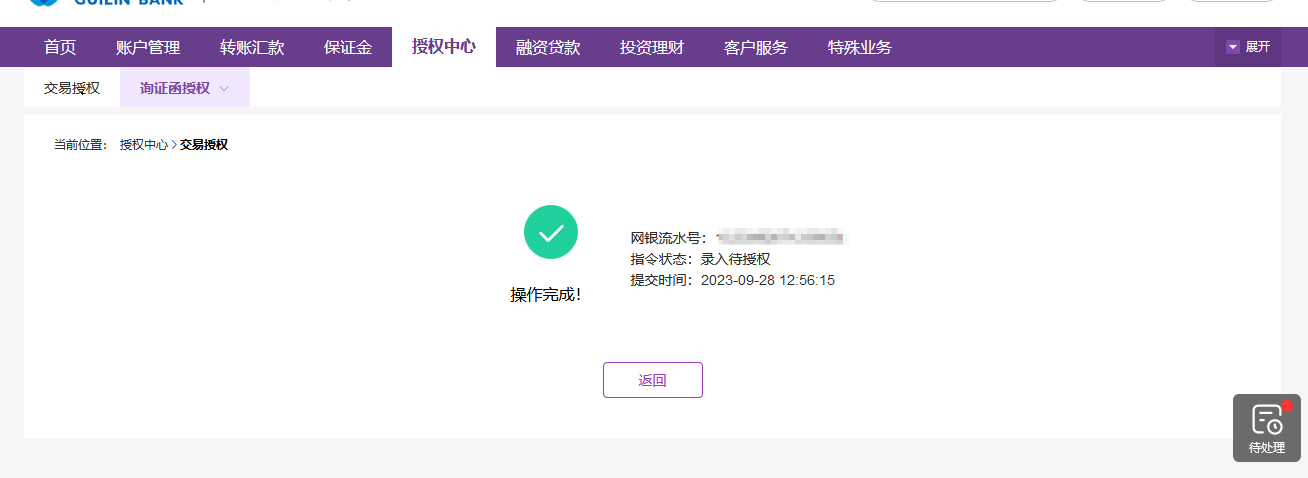 GUILIN BANK
首页 账户管理 转账汇款 保证金 授权中心 融资贷款 投资理财 客户服务 特殊业务 展开
交易授权 询证函授权
当前位置： 授权中心 > 交易授权
网银流水号：
指令状态：录入待授权
提交时间：2023-09-28 12:56:15
操作完成！
返回
待处理